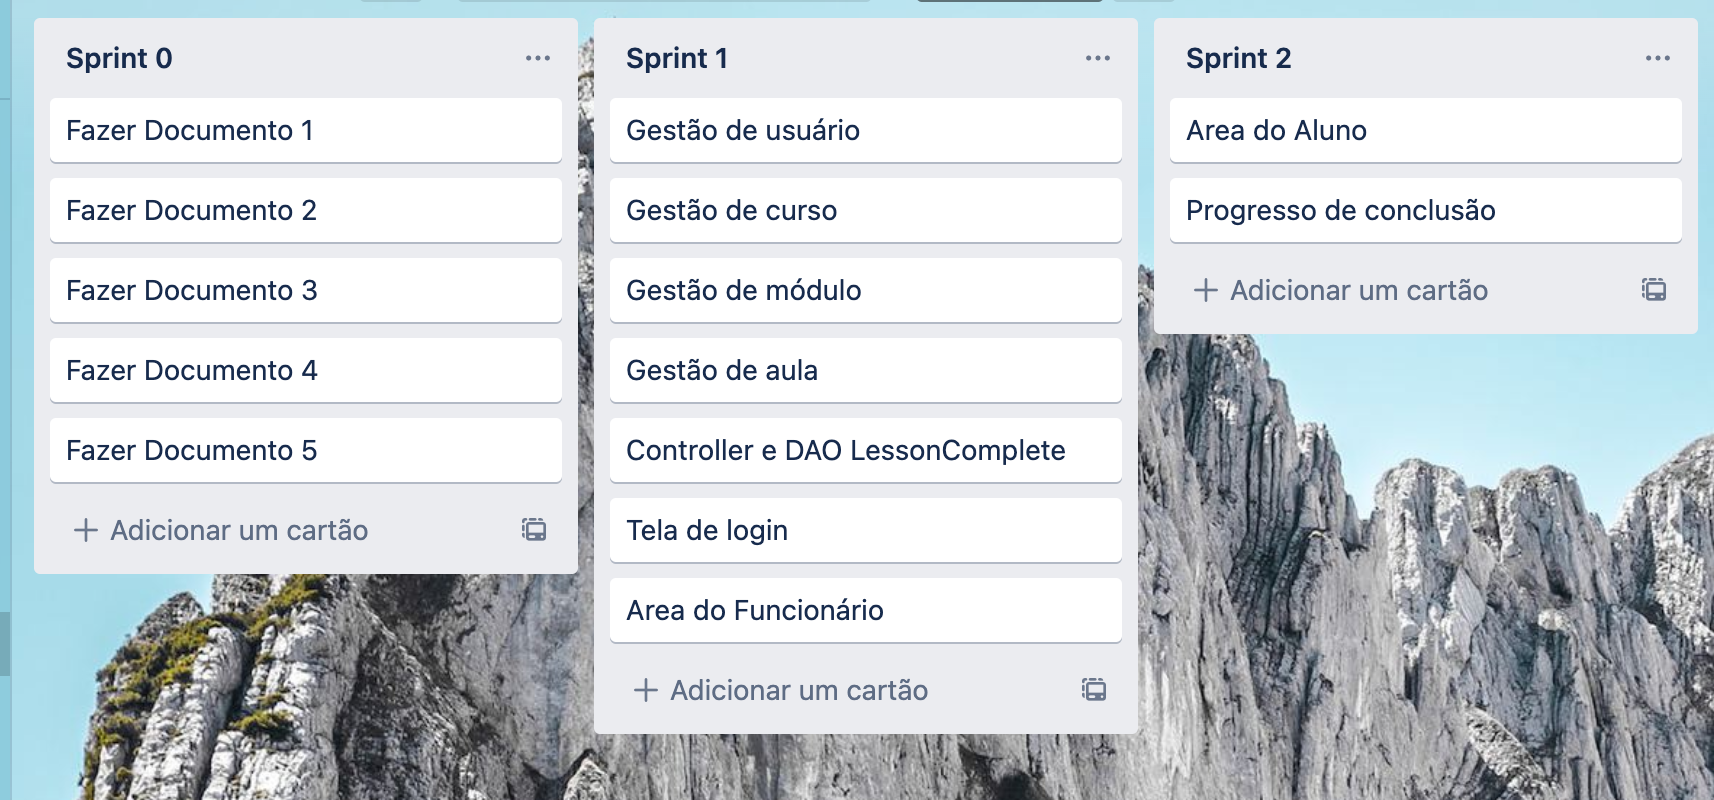 Sprint 0
Fazer Documento 1
Fazer Documento 2
Fazer Documento 3
Fazer Documento 4
Fazer Documento 5
+ Adicionar um cartão
Sprint 1
Gestão de usuário
Gestão de curso
Gestão de módulo
Gestão de aula
Controller e DAO LessonComplete
Tela de login
Area do Funcionário
+ Adicionar um cartão
Sprint 2
Area do Aluno
Progresso de conclusão
+ Adicionar um cartão